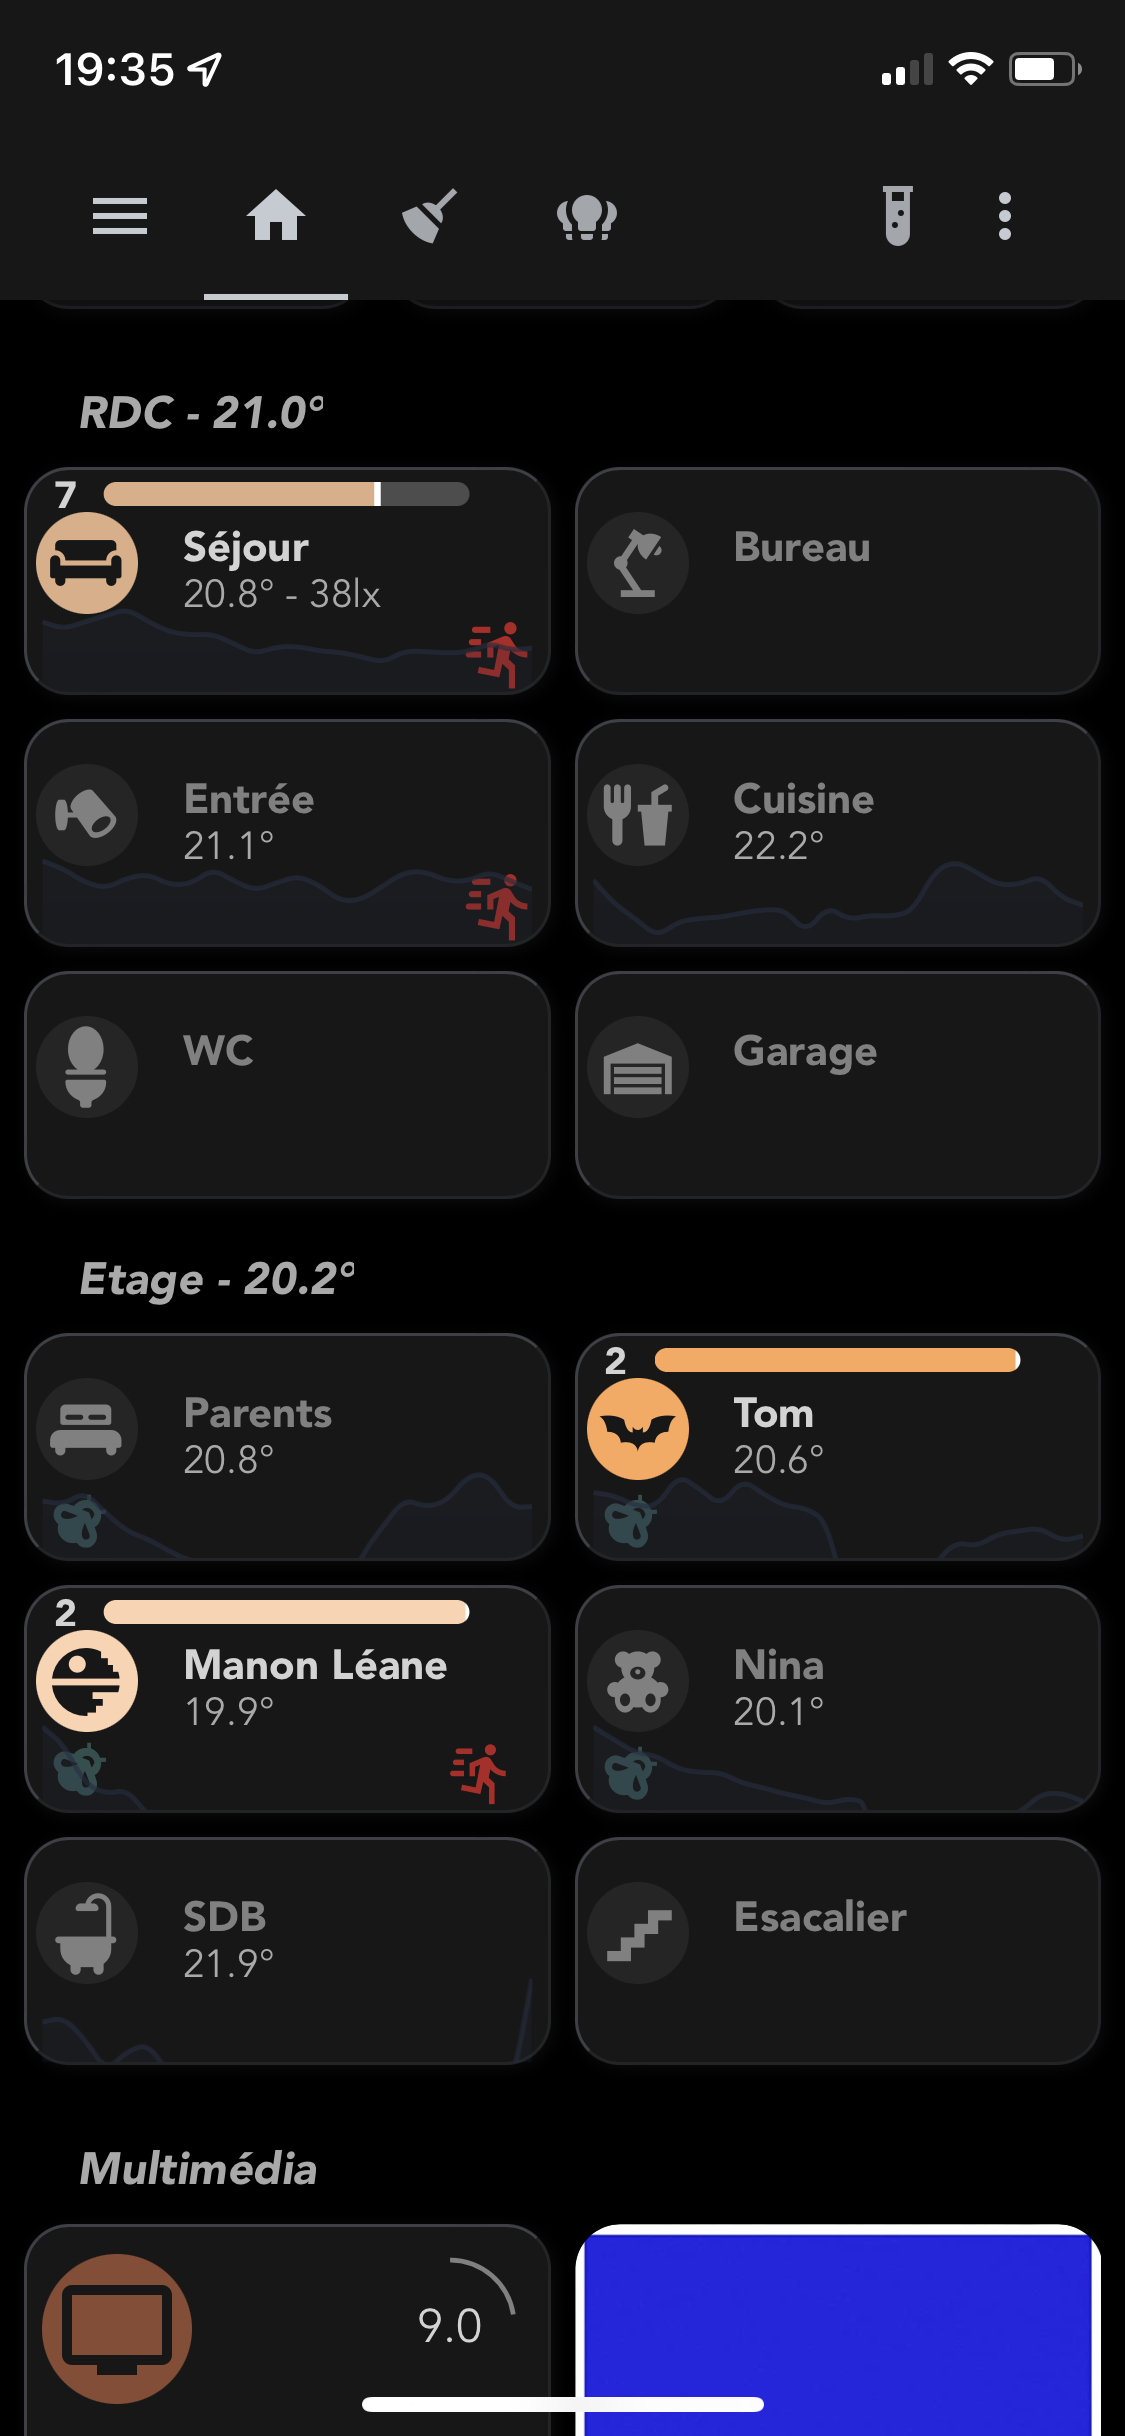 19:35
RDC - 21.0°
7
Séjour
20.8° - 38lx
Bureau
Entrée
21.1°
Cuisine
22.2°
WC
Garage
Etage - 20.2°
Parents
20.8°
2
Tom
20.6°
2
Manon Léane
19.9°
Nina
20.1°
SDB
21.9°
Esacalier
Multimédia
9.0